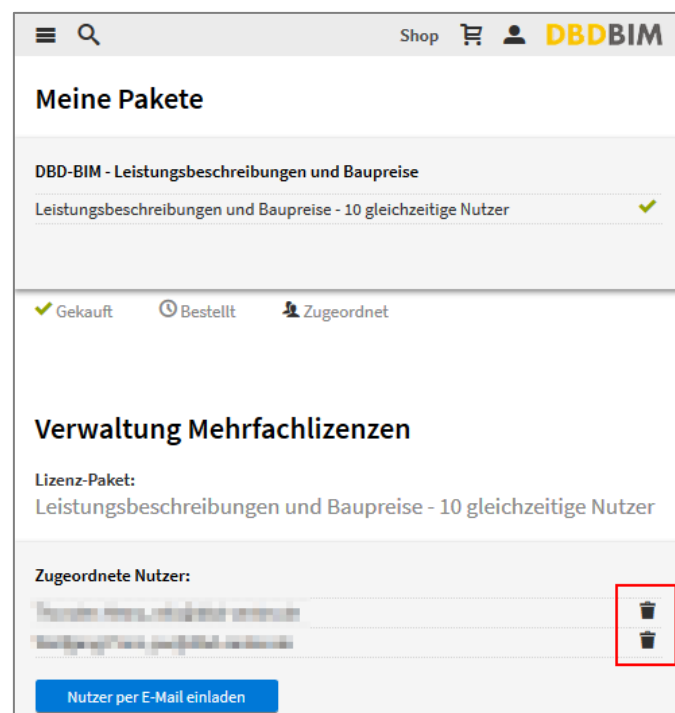 Shop DBDBIM
Meine Pakete
DBD-BIM - Leistungsbeschreibungen und Baupreise
Leistungsbeschreibungen und Baupreise - 10 gleichzeitige Nutzer
Gekauft Bestellt Zugeordnet
Verwaltung Mehrfachlizenzen
Lizenz-Paket:
Leistungsbeschreibungen und Baupreise - 10 gleichzeitige Nutzer
Zugeordnete Nutzer:
Nutzer per E-Mail einladen